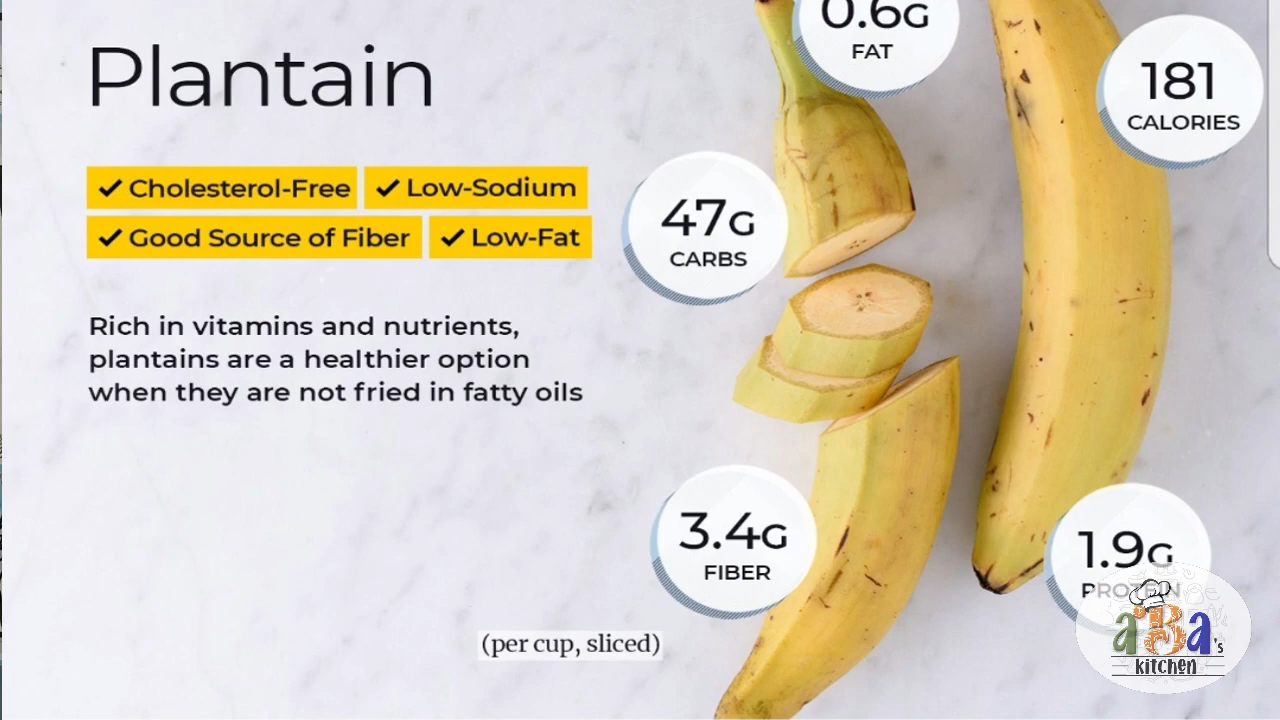 Plantain
✓ Cholesterol-Free ✓ Low-Sodium
✓ Good Source of Fiber ✓ Low-Fat
Rich in vitamins and nutrients,
plantains are a healthier option
when they are not fried in fatty oils
0.6G
FAT
181
CALORIES
47G
CARBS
3.4G
FIBER
1.9G
PROTEIN
(per cup, sliced)
aBa's
kitchen